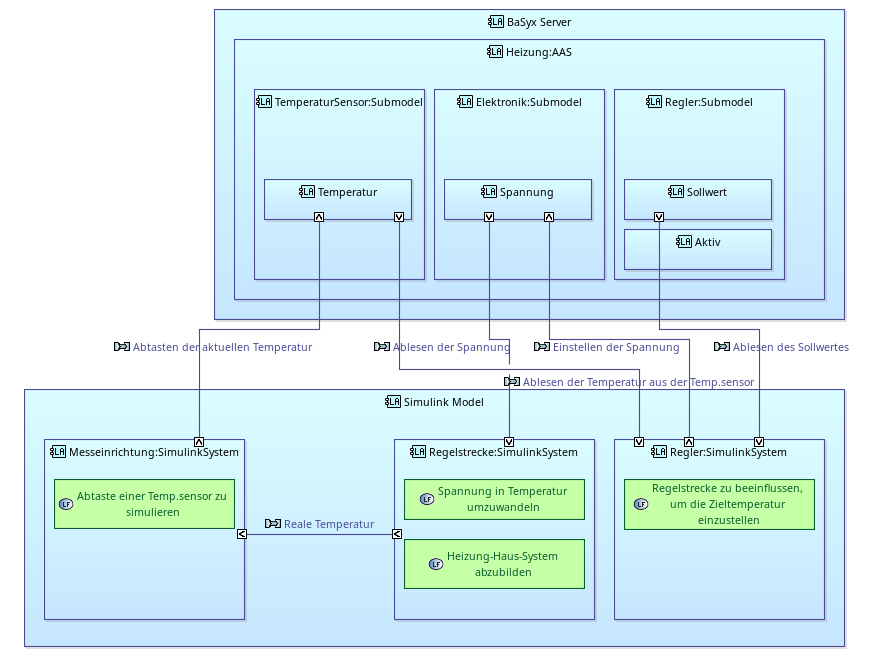 BaSyx Server
Heizung:AAS
TemperaturSensor:Submodel
Elektronik:Submodel
Regler:Submodel
Temperatur
Spannung
Sollwert
Aktiv
Abtasten der aktuellen Temperatur
Ablesen der Spannung
Einstellen der Spannung
Ablesen des Sollwertes
Ablesen der Temperatur aus der Temp.sensor
Simulink Model
Messeinrichtung:SimulinkSystem
Regelstrecke:SimulinkSystem
Regler:SimulinkSystem
Abtaste einer Temp.sensor zu
simulieren
Spannung in Temperatur
umzuwandeln
Regelstrecke zu beeinflussen,
um die Zieltemperatur
einzustellen
Reale Temperatur
Heizung-Haus-System
abzubilden